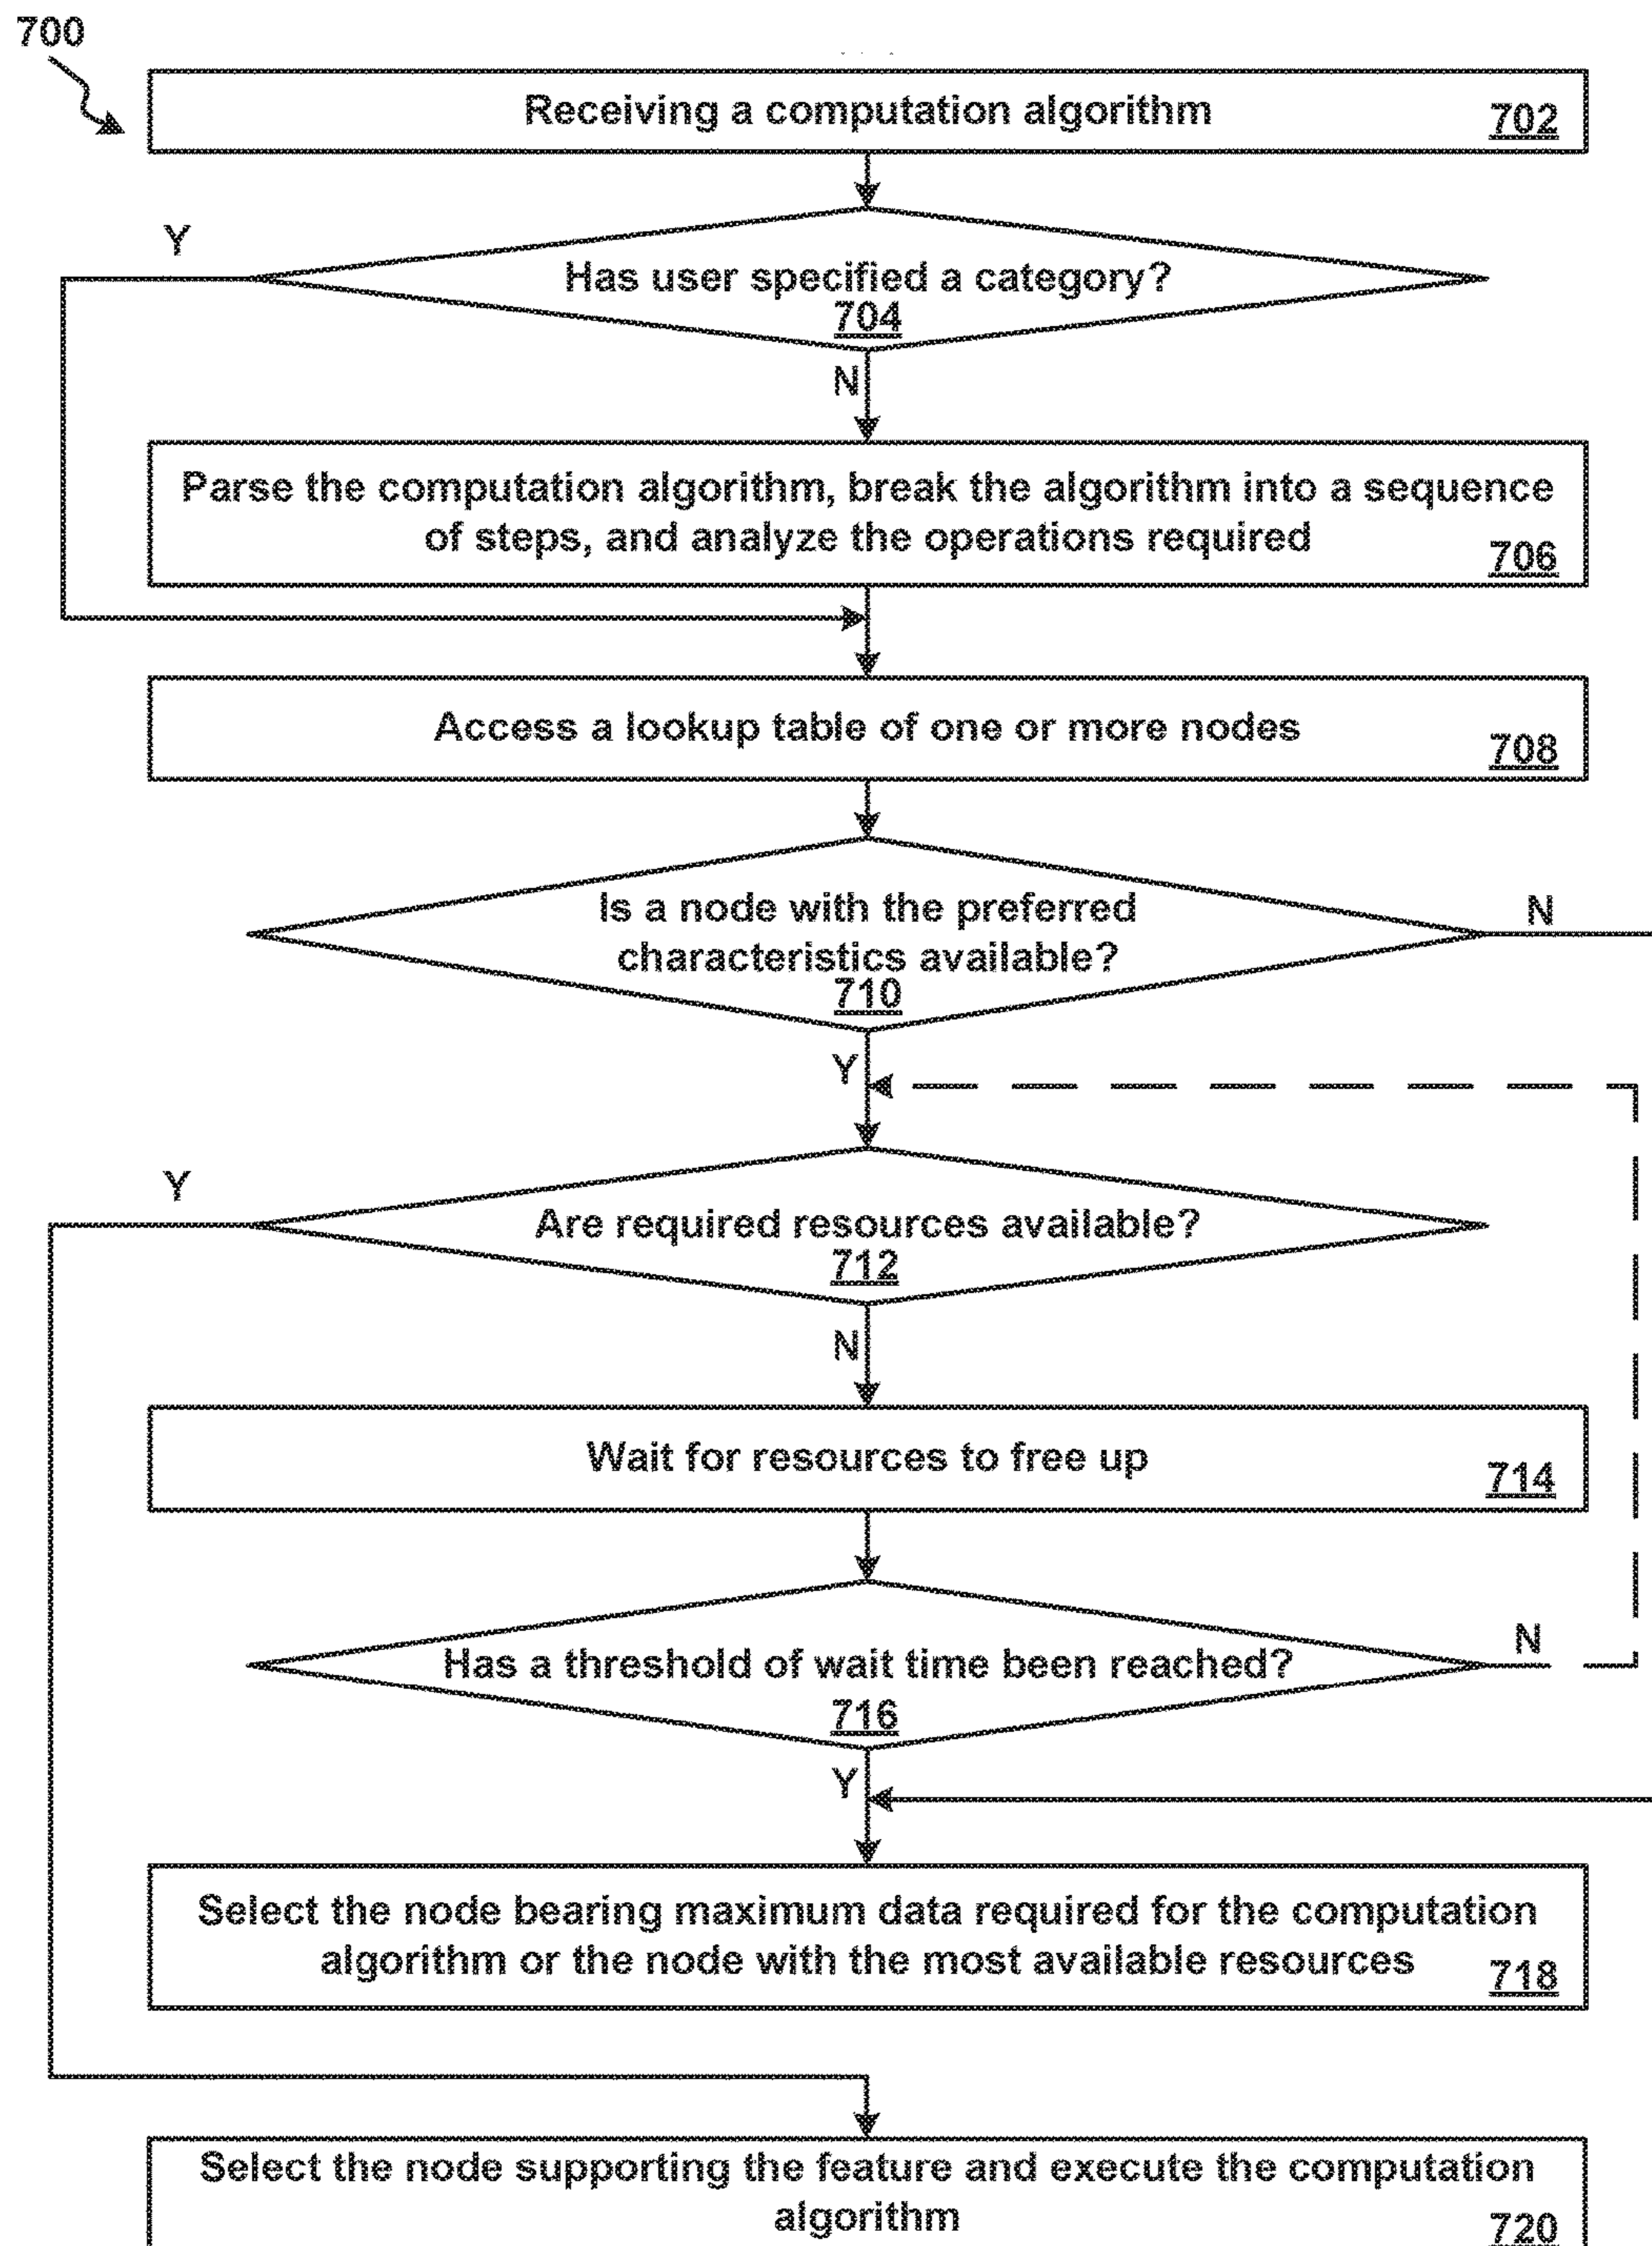 700
Receiving a computation algorithm
702
Y
Has user specified a category?
704
N
Parse the computation algorithm, break the algorithm into a sequence
of steps, and analyze the operations required
706
Access a lookup table of one or more nodes
708
Is a node with the preferred
characteristics available?
710
N
Y
Y
Are required resources available?
712
N
Wait for resources to free up
714
Has a threshold of wait time been reached?
716
N
Y
Select the node bearing maximum data required for the computation
algorithm or the node with the most available resources
718
Select the node supporting the feature and execute the computation
algorithm
720